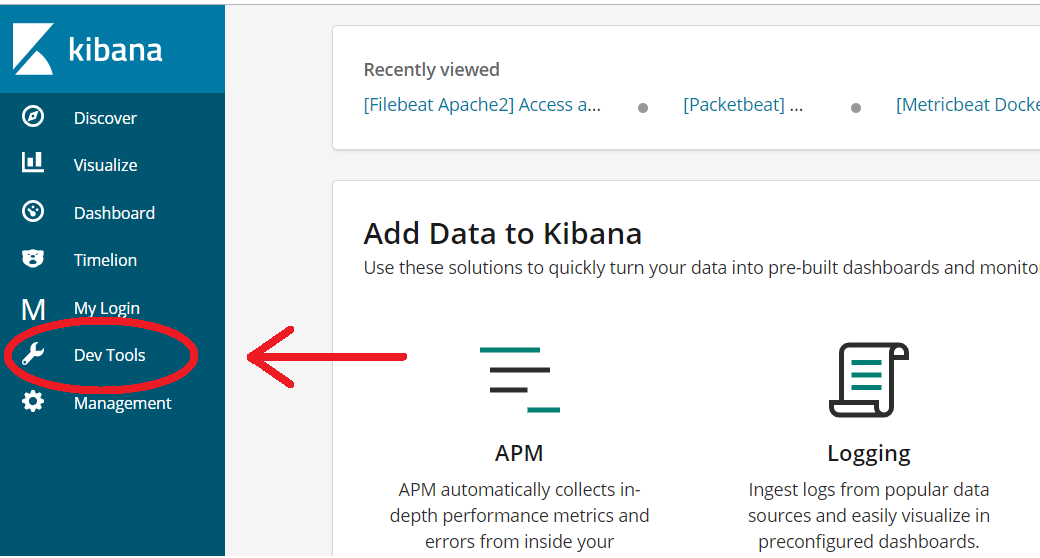 kibana
Discover
Visualize
Dashboard
Timelion
M My Login
Dev Tools
Management
Recently viewed
[Filebeat Apache2] Access a... ● [Packetbeat] ... ● [Metricbeat Docke
Add Data to Kibana
Use these solutions to quickly turn your data into pre-built dashboards and monito
APM
APM automatically collects in-
depth performance metrics and
errors from inside your
Logging
Ingest logs from popular data
sources and easily visualize in
preconfigured dashboards.